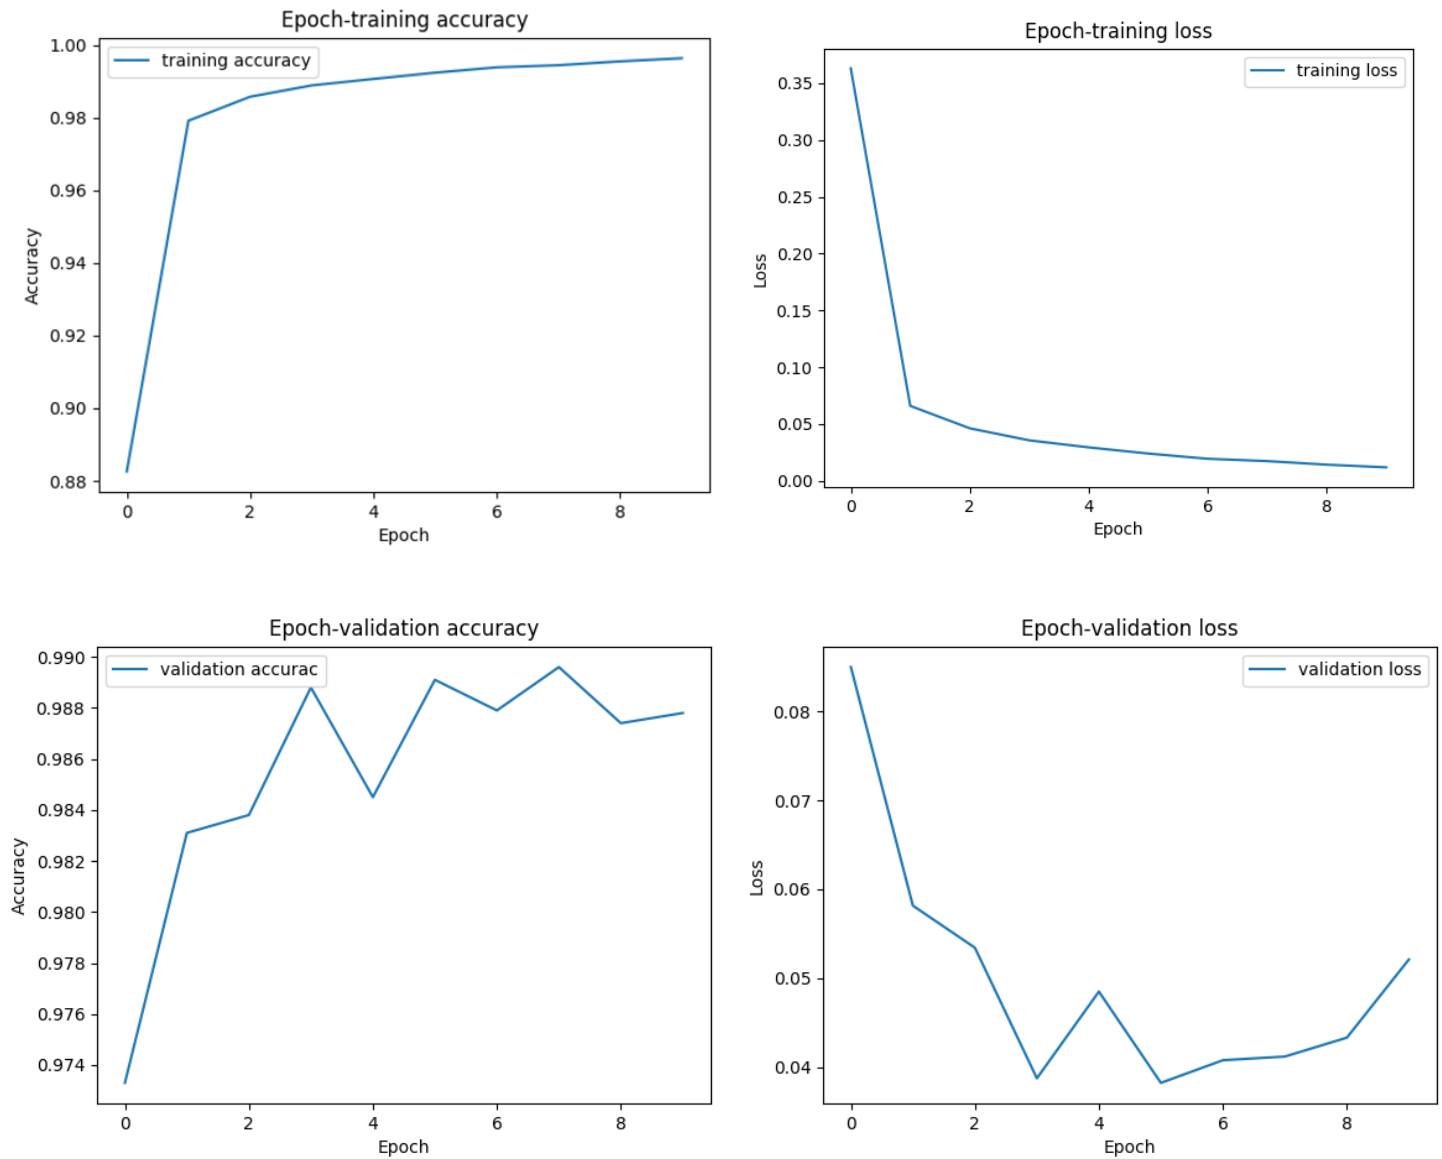 Epoch-training accuracy
training accuracy
1.00
0.98
0.96
0.94
0.92
0.90
0.88
Accuracy
0 2 4 6 8
Epoch
Epoch-training loss
training loss
0.35
0.30
0.25
0.20
0.15
0.10
0.05
0.00
Loss
0 2 4 6 8
Epoch
Epoch-validation accuracy
validation accurac
0.990
0.988
0.986
0.984
0.982
0.980
0.978
0.976
0.974
Accuracy
0 2 4 6 8
Epoch
Epoch-validation loss
validation loss
0.08
0.07
0.06
0.05
0.04
Loss
0 2 4 6 8
Epoch